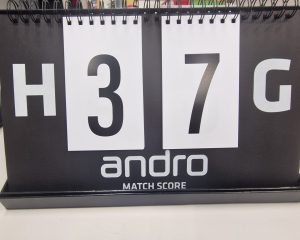 H 3 7 G
andro
MATCH SCORE